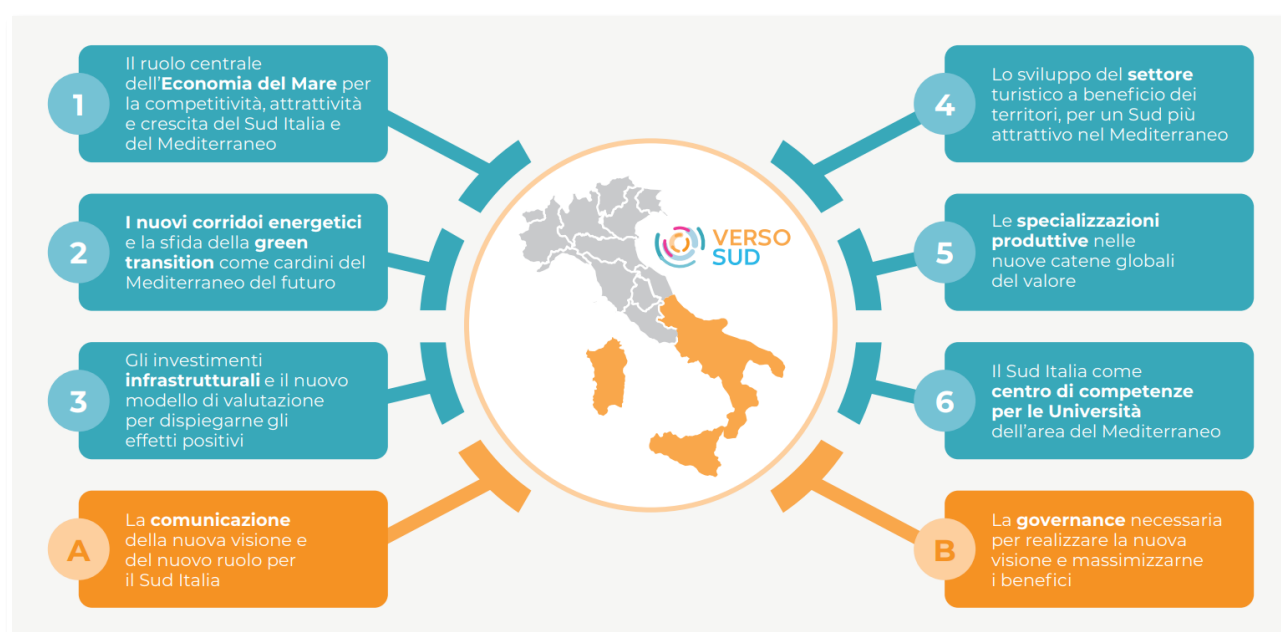 1
Il ruolo centrale
dell'Economia del Mare per
la competitività, attrattività
e crescita del Sud Italia e
del Mediterraneo
2
I nuovi corridoi energetici
e la sfida della green
transition come cardini del
Mediterraneo del futuro
3
Gli investimenti
infrastrutturali e il nuovo
modello di valutazione
per dispiegarne gli
effetti positivi
A
La comunicazione
della nuova visione e
del nuovo ruolo per
il Sud Italia
VERSO
SUD
4
Lo sviluppo del settore
turistico a beneficio dei
territori, per un Sud più
attrattivo nel Mediterraneo
5
Le specializzazioni
produttive nelle
nuove catene globali
del valore
6
Il Sud Italia come
centro di competenze
per le Università
dell'area del Mediterraneo
B
La governance necessaria
per realizzare la nuova
visione e massimizzarne
i benefici